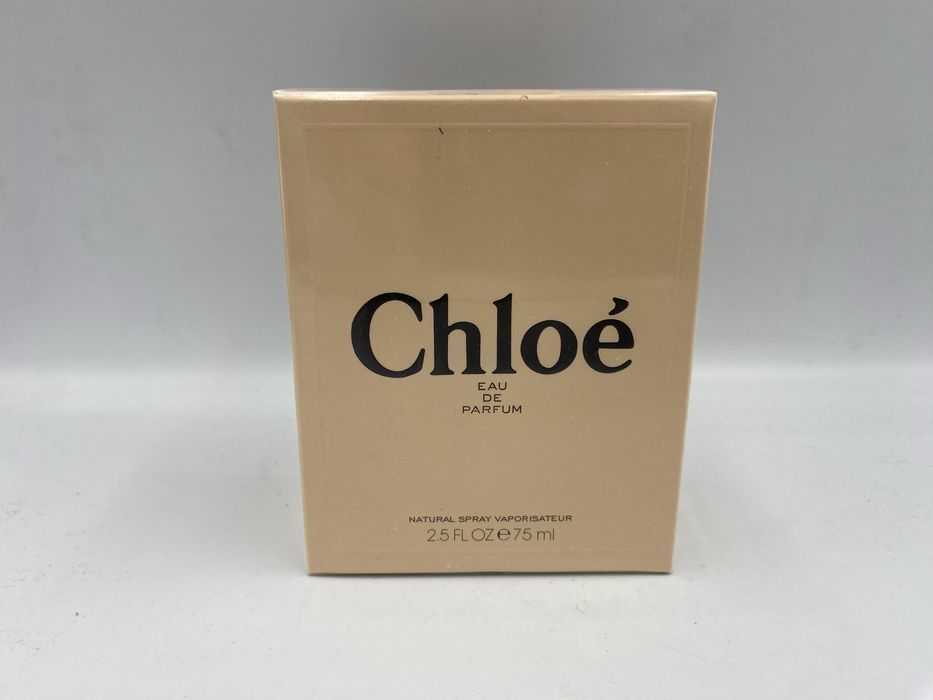 Chloé
EAU
DE
PARFUM
NATURAL SPRAY VAPORISATEUR
2.5 FL OZ ℮ 75 ml